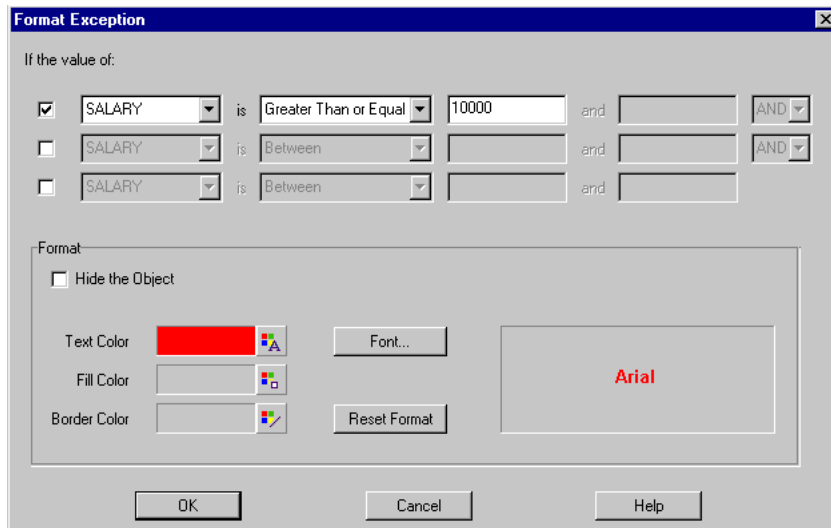 Format Exception
If the value of:
SALARY is Greater Than or Equal 10000 and AND
SALARY is Between and AND
SALARY is Between and
Format
Hide the Object
Text Color Font...
Fill Color Arial
Border Color Reset Format
OK Cancel Help